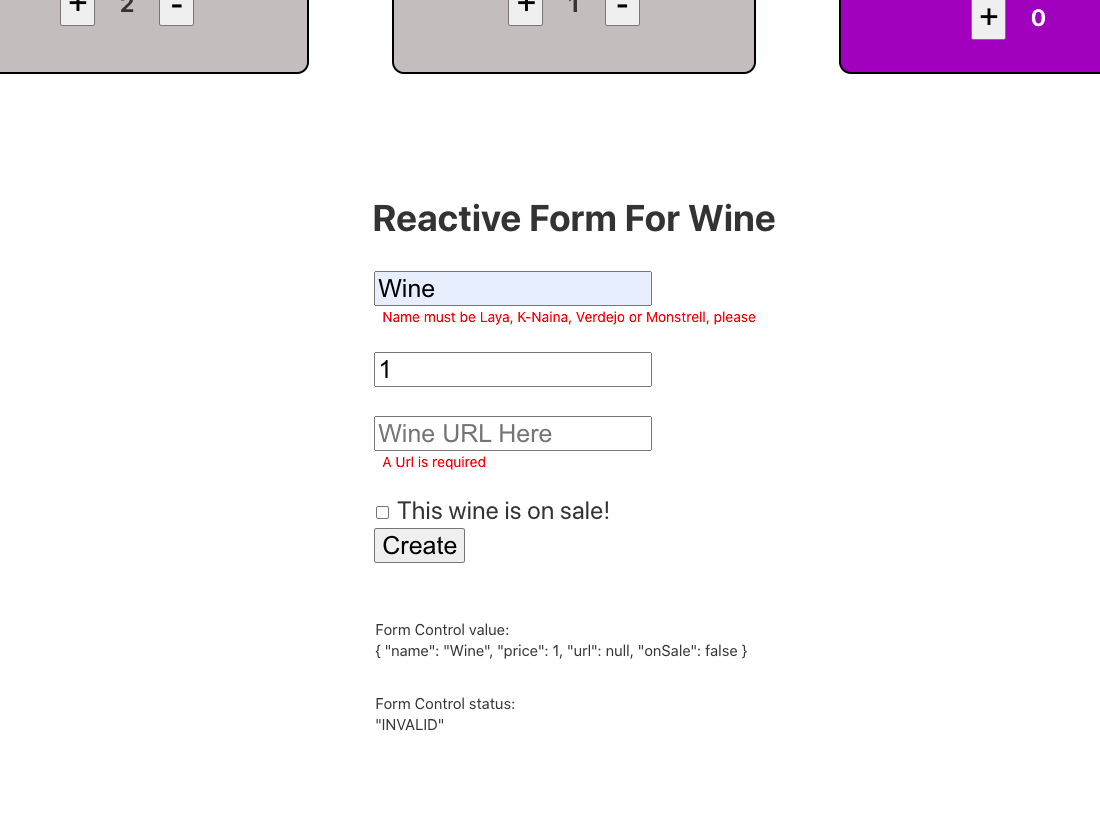 + 2 - + 1 - + 0
Reactive Form For Wine
Wine
Name must be Laya, K-Naina, Verdejo or Monstrell, please
1
Wine URL Here
A Url is required
This wine is on sale!
Create
Form Control value:
{ "name": "Wine", "price": 1, "url": null, "onSale": false }
Form Control status:
"INVALID"